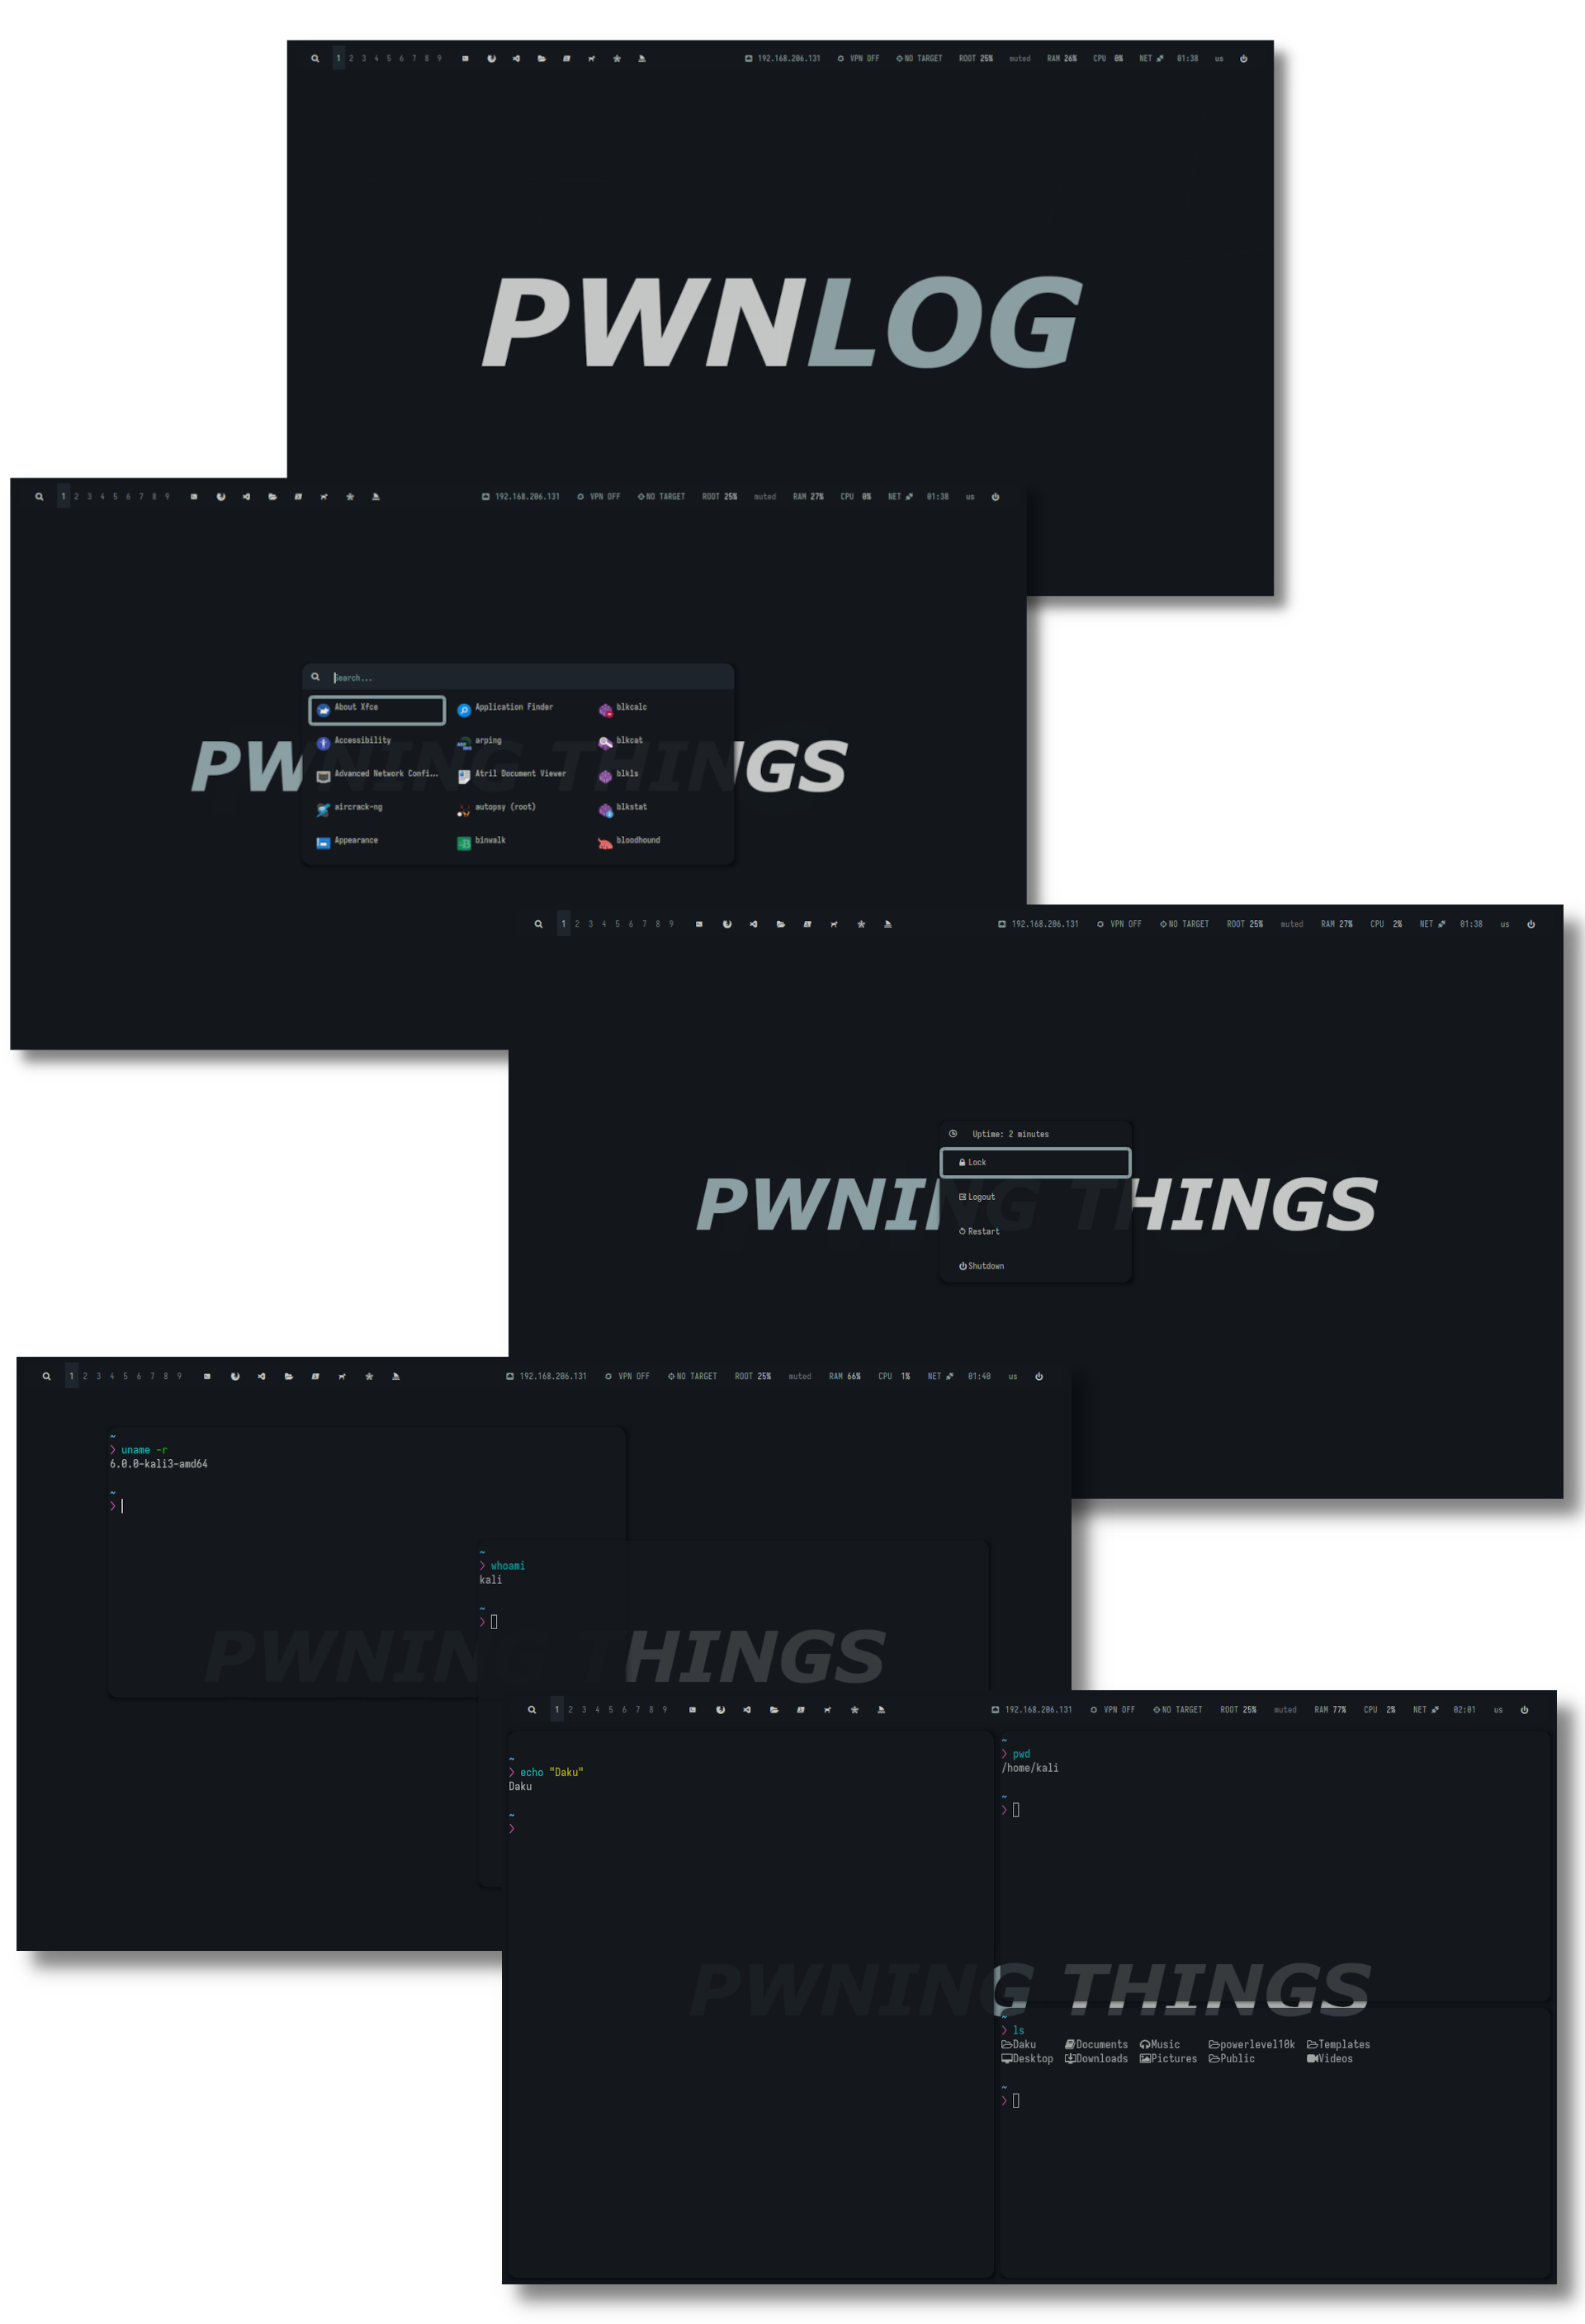 1 2 3 4 5 6 7 8 9 192.168.206.131 VPN OFF NO TARGET ROOT 25% muted RAM 26% CPU 0% NET 01:38 us
PWNLOG
1 2 3 4 5 6 7 8 9 192.168.206.131 VPN OFF NO TARGET ROOT 25% muted RAM 27% CPU 0% NET 01:38 us
Search...
About Xfce Application Finder blkcalc
Accessibility arping blkcat
Advanced Network Confi... Atril Document Viewer blkls
aircrack-ng autopsy (root) blkstat
Appearance binwalk bloodhound
PWNING THINGS
1 2 3 4 5 6 7 8 9 192.168.206.131 VPN OFF NO TARGET ROOT 25% muted RAM 27% CPU 2% NET 01:38 us
Uptime: 2 minutes
Lock
Logout
Restart
Shutdown
PWNING THINGS
1 2 3 4 5 6 7 8 9 192.168.206.131 VPN OFF NO TARGET ROOT 25% muted RAM 66% CPU 1% NET 01:40 us
~
❯ uname -r
6.0.0-kali3-amd64
~
❯
~
❯ whoami
kali
~
❯
PWNING THINGS
1 2 3 4 5 6 7 8 9 192.168.206.131 VPN OFF NO TARGET ROOT 25% muted RAM 77% CPU 2% NET 02:01 us
~
❯ echo "Daku"
Daku
~
❯
~
❯ pwd
/home/kali
~
❯
PWNING THINGS
~
❯ ls
Daku Documents Music powerlevel10k Templates
Desktop Downloads Pictures Public Videos
~
❯